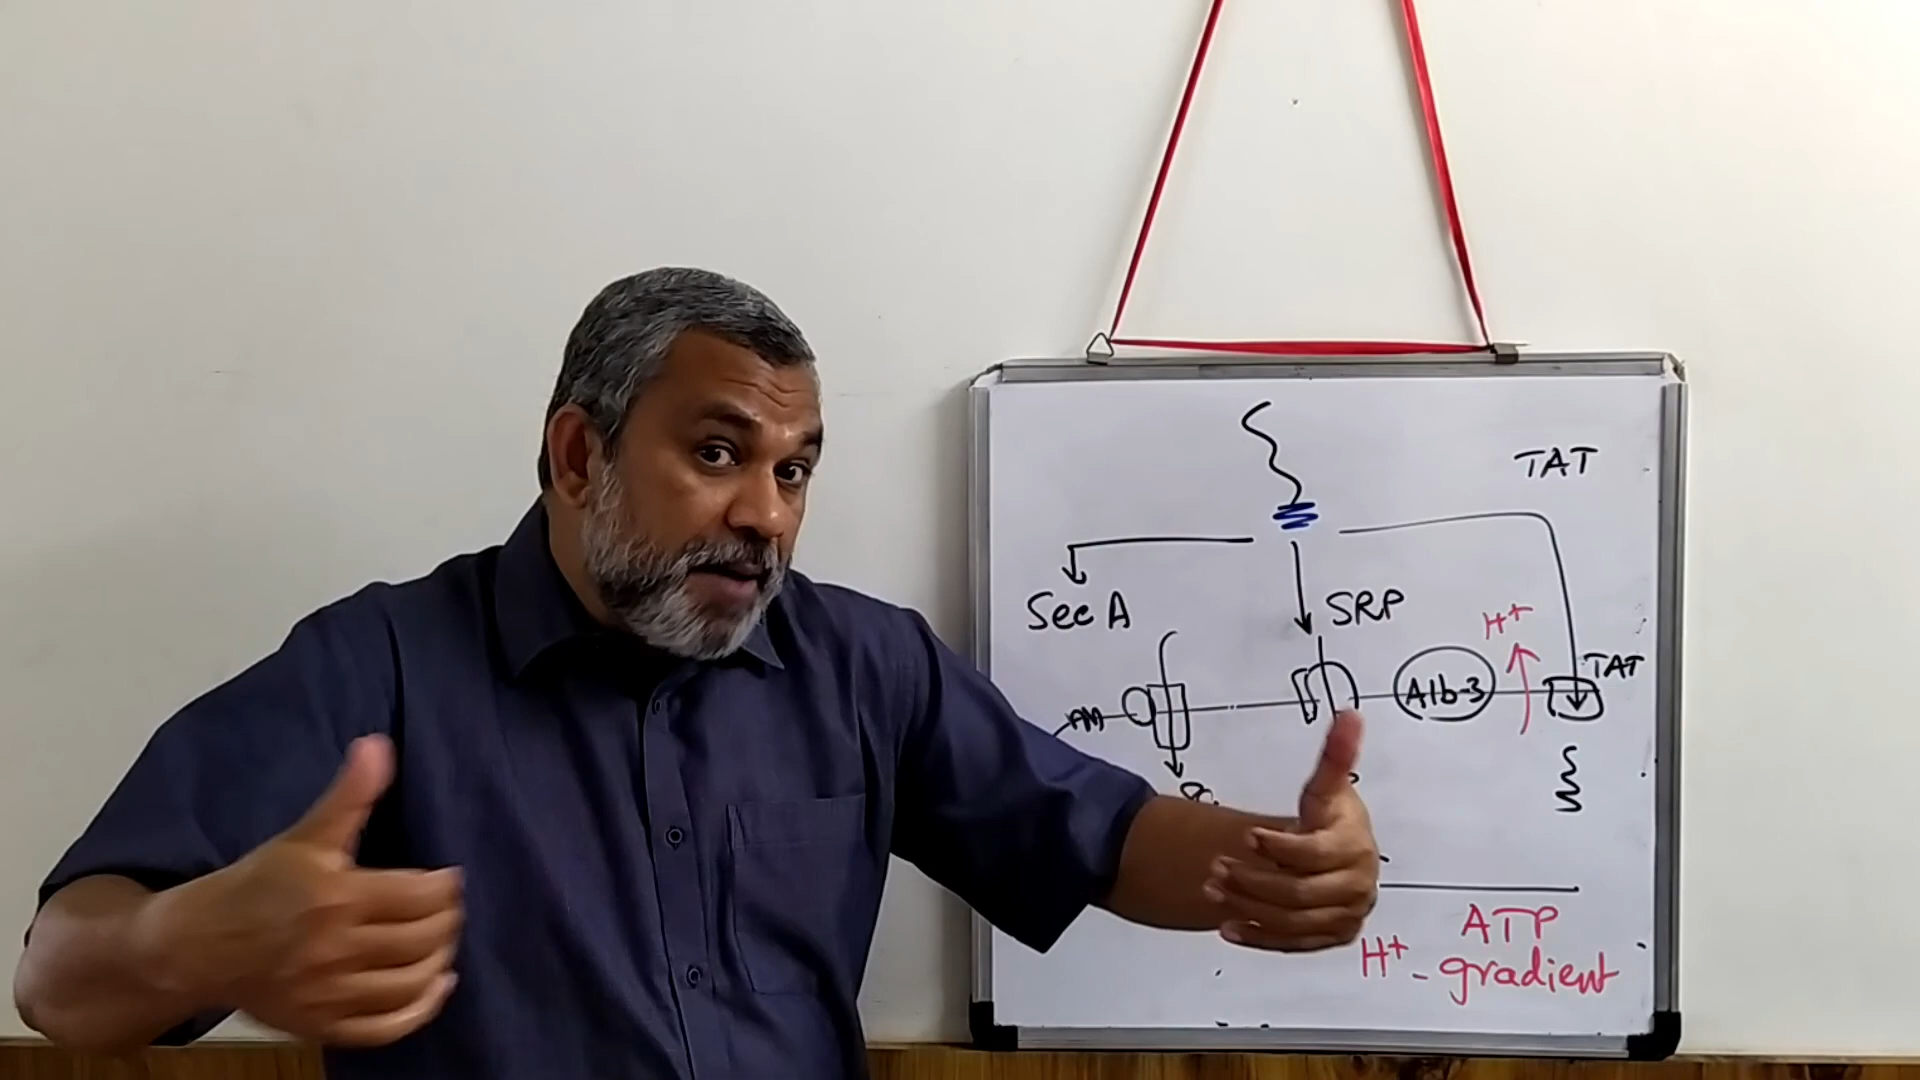 TAT
Sec A
SRP
H+
TAT
Alb-3
ATP
H+ - gradient